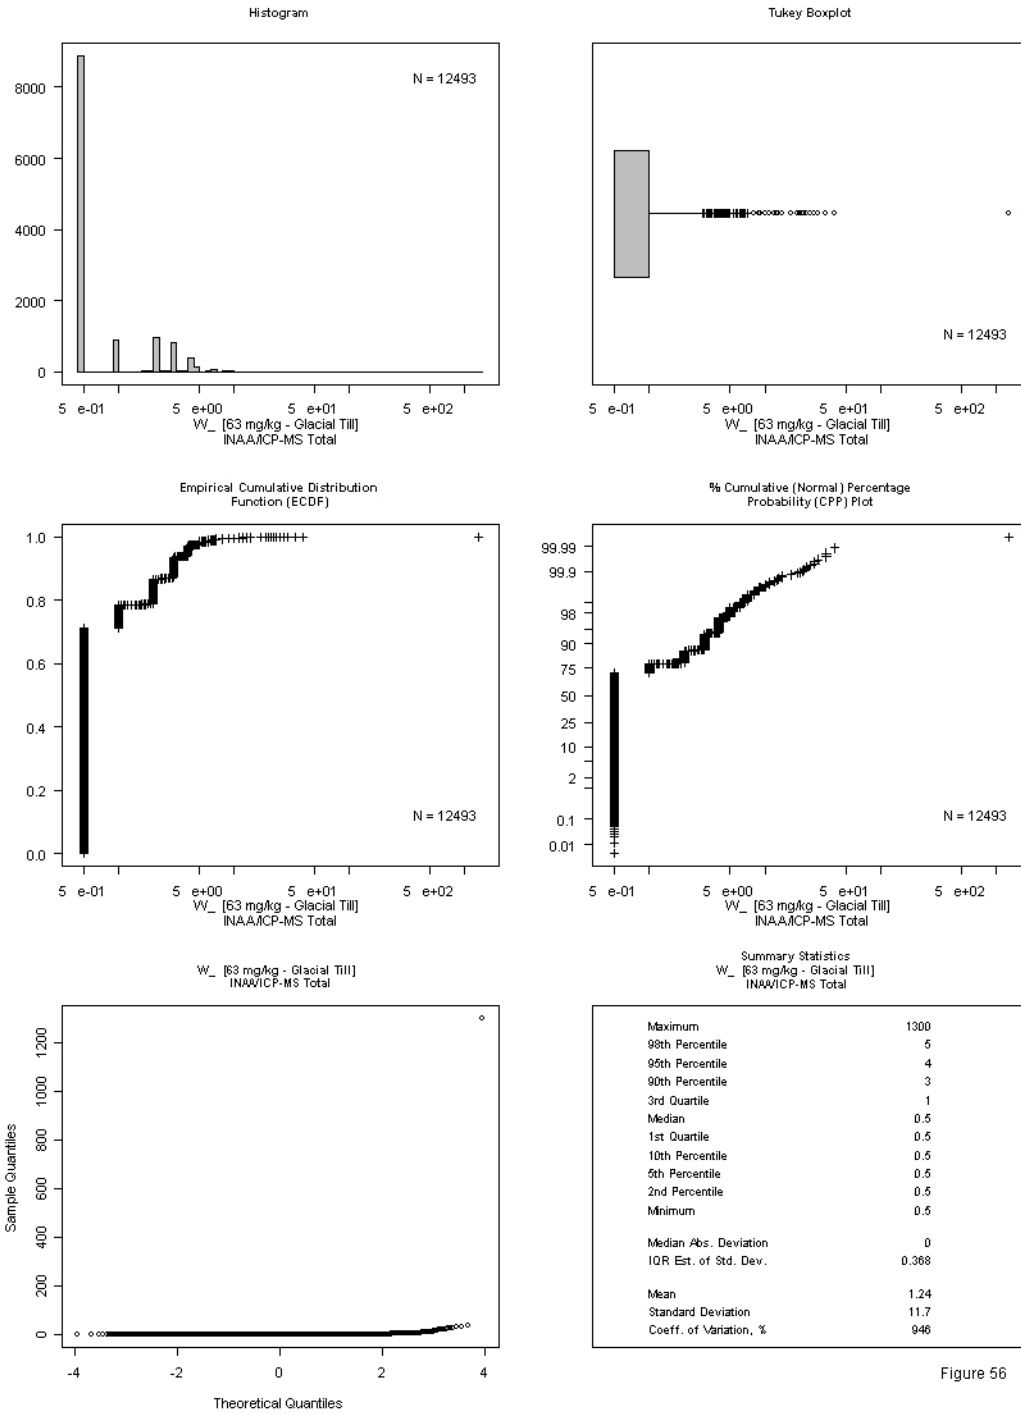 Histogram
N = 12493
8000
6000
4000
2000
0
5 e-01 5 e+00 5 e+01 5 e+02
W_ [63 mg/kg - Glacial Till]
INAA/ICP-MS Total
Tukey Boxplot
N = 12493
5 e-01 5 e+00 5 e+01 5 e+02
W_ [63 mg/kg - Glacial Till]
INAA/ICP-MS Total
Empirical Cumulative Distribution
Function (ECDF)
1.0
0.8
0.6
0.4
0.2
0.0
N = 12493
5 e-01 5 e+00 5 e+01 5 e+02
W_ [63 mg/kg - Glacial Till]
INAA/ICP-MS Total
% Cumulative (Normal) Percentage
Probability (CPP) Plot
99.99
99.9
98
90
75
50
25
10
2
0.1
0.01
N = 12493
5 e-01 5 e+00 5 e+01 5 e+02
W_ [63 mg/kg - Glacial Till]
INAA/ICP-MS Total
W_ [63 mg/kg - Glacial Till]
INAA/ICP-MS Total
Sample Quantiles
1200
1000
800
600
400
200
0
-4 -2 0 2 4
Theoretical Quantiles
Summary Statistics
W_ [63 mg/kg - Glacial Till]
INAA/ICP-MS Total
Maximum 1300
98th Percentile 5
95th Percentile 4
90th Percentile 3
3rd Quartile 1
Median 0.5
1st Quartile 0.5
10th Percentile 0.5
5th Percentile 0.5
2nd Percentile 0.5
Minimum 0.5
Median Abs. Deviation 0
IQR Est. of Std. Dev. 0.368
Mean 1.24
Standard Deviation 11.7
Coeff. of Variation, % 946
Figure 56